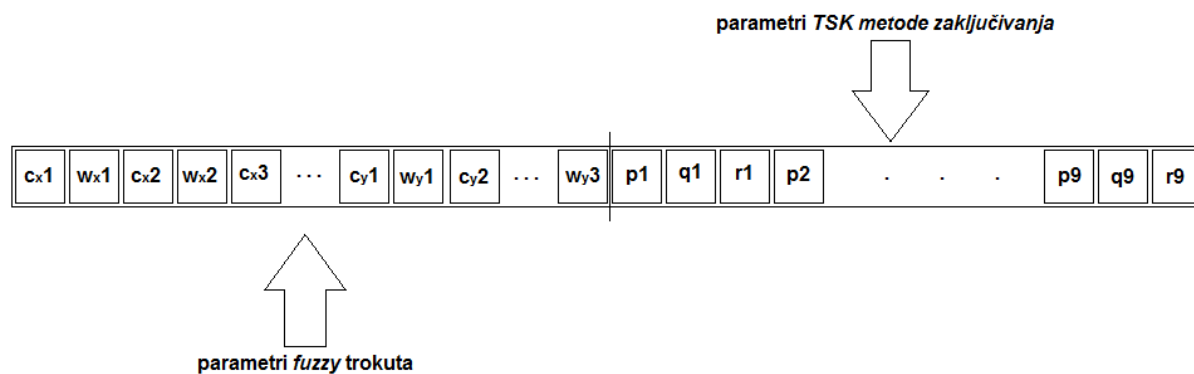 parametri TSK metode zaključivanja
cx1 wx1 cx2 wx2 cx3 ... cy1 wy1 cy2 ... wy3 p1 q1 r1 p2 . . . p9 q9 r9
parametri fuzzy trokuta